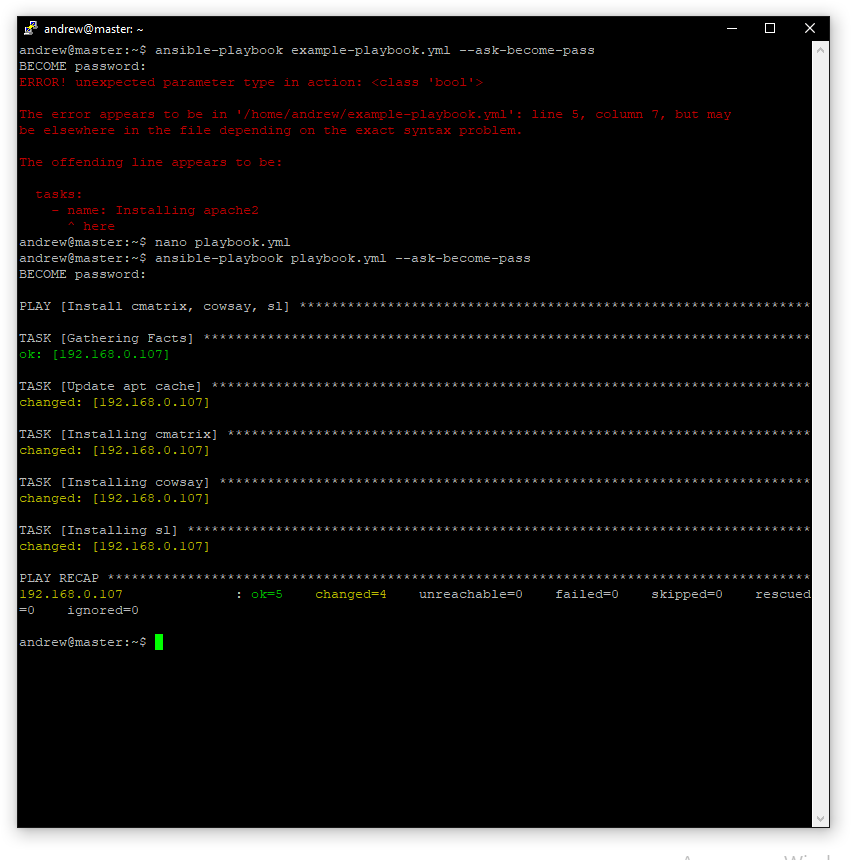 andrew@master: ~
andrew@master:~$ ansible-playbook example-playbook.yml --ask-become-pass
BECOME password:
ERROR! unexpected parameter type in action: <class 'bool'>
The error appears to be in '/home/andrew/example-playbook.yml': line 5, column 7, but may
be elsewhere in the file depending on the exact syntax problem.
The offending line appears to be:
  tasks:
    - name: Installing apache2
      ^ here
andrew@master:~$ nano playbook.yml
andrew@master:~$ ansible-playbook playbook.yml --ask-become-pass
BECOME password:
PLAY [Install cmatrix, cowsay, sl] ****************************************************************
TASK [Gathering Facts] ****************************************************************************
ok: [192.168.0.107]
TASK [Update apt cache] ***************************************************************************
changed: [192.168.0.107]
TASK [Installing cmatrix] *************************************************************************
changed: [192.168.0.107]
TASK [Installing cowsay] **************************************************************************
changed: [192.168.0.107]
TASK [Installing sl] ******************************************************************************
changed: [192.168.0.107]
PLAY RECAP ****************************************************************************************
192.168.0.107              : ok=5    changed=4    unreachable=0    failed=0    skipped=0    rescued
=0    ignored=0
andrew@master:~$